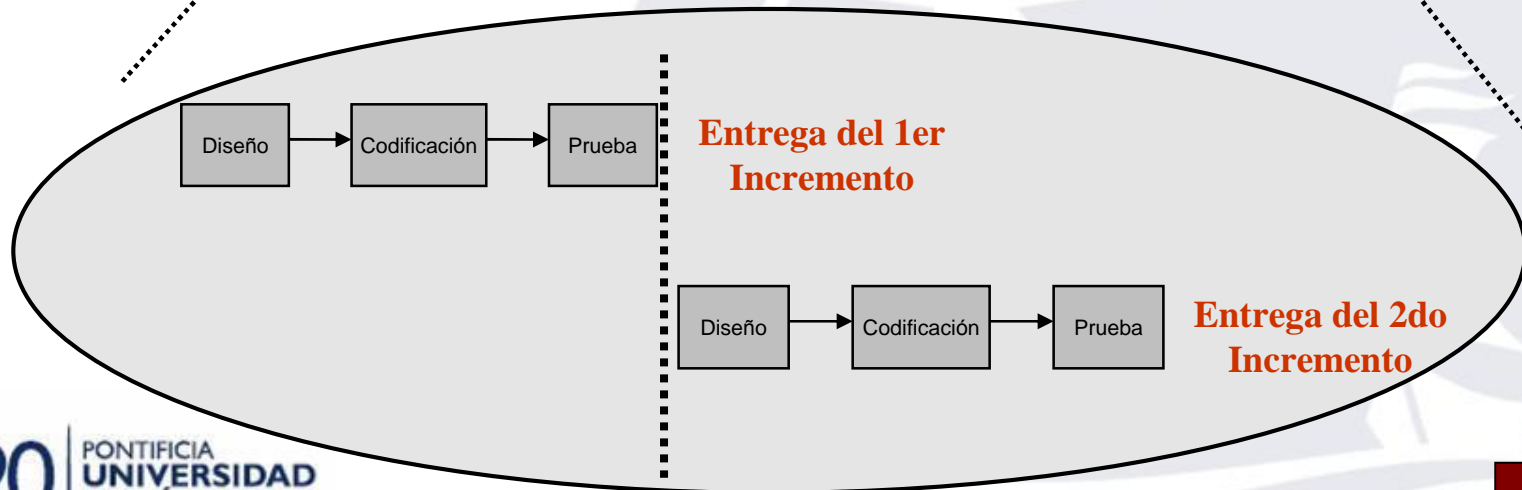 Diseño
Codificación
Prueba
Entrega del 1er
Incremento
Diseño
Codificación
Prueba
Entrega del 2do
Incremento
PONTIFICIA
UNIVERSIDAD